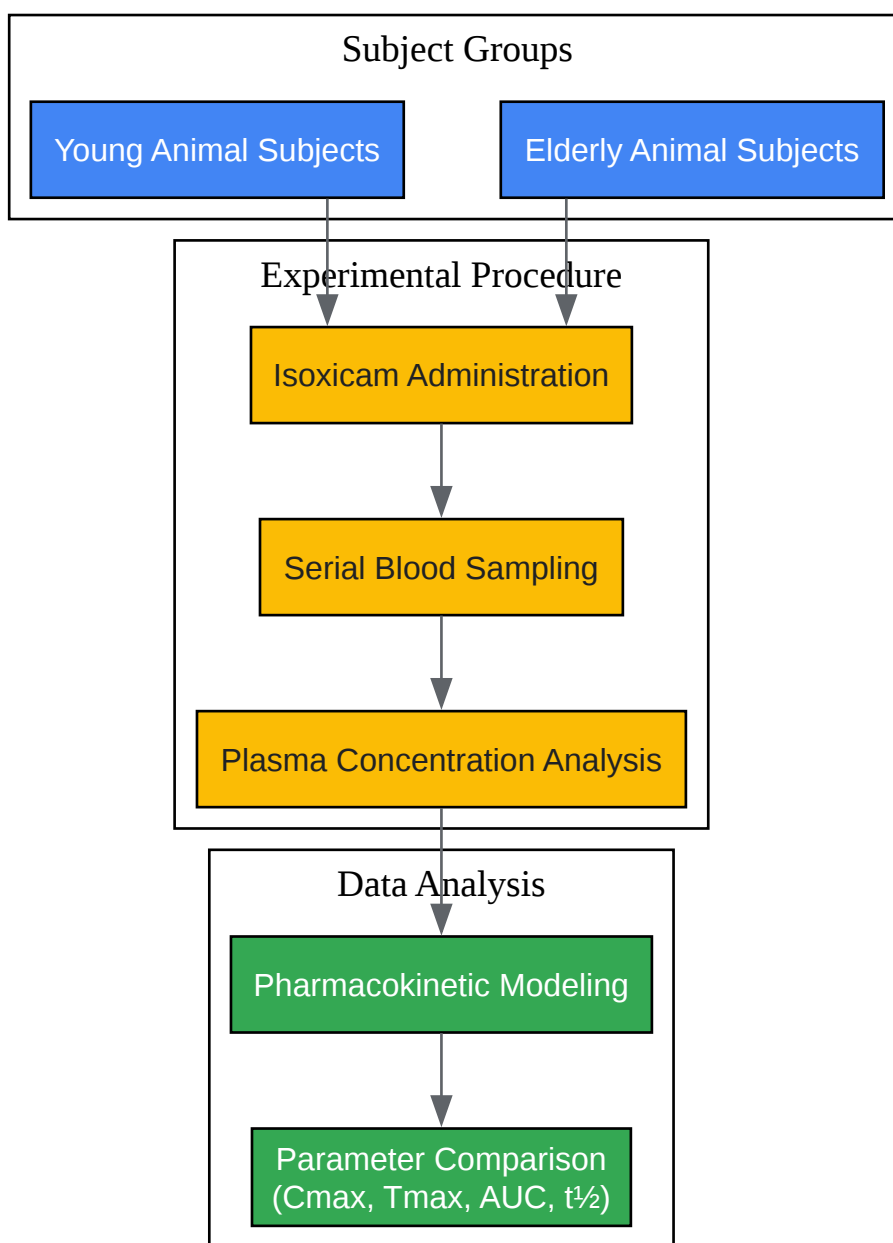 Subject Groups
Young Animal Subjects
Elderly Animal Subjects
Experimental Procedure
Isoxicam Administration
Serial Blood Sampling
Plasma Concentration Analysis
Data Analysis
Pharmacokinetic Modeling
Parameter Comparison
(Cmax, Tmax, AUC, t½)